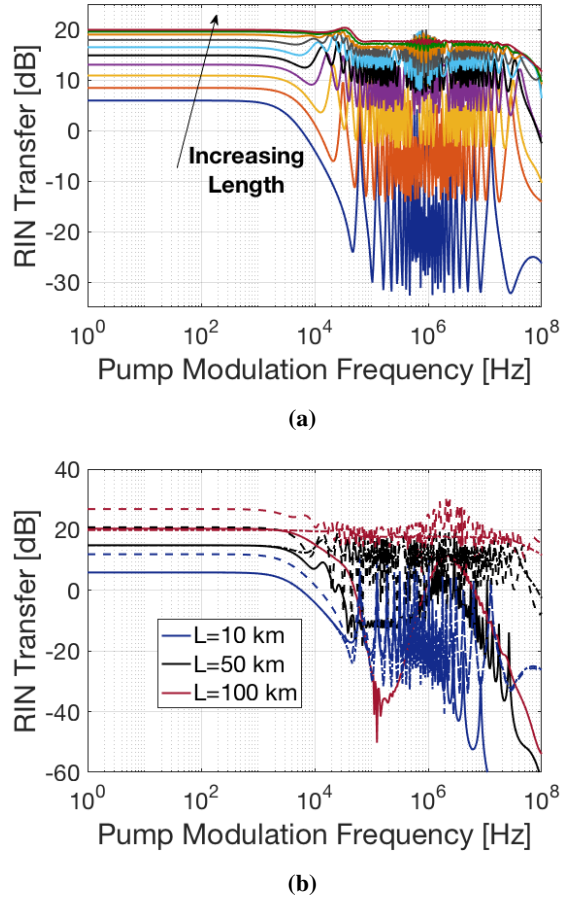 20
10
0
-10
-20
-30
RIN Transfer [dB]
Increasing
Length
10^0
10^2
10^4
10^6
10^8
Pump Modulation Frequency [Hz]
(a)
40
20
0
-20
-40
-60
RIN Transfer [dB]
L=10 km
L=50 km
L=100 km
10^0
10^2
10^4
10^6
10^8
Pump Modulation Frequency [Hz]
(b)